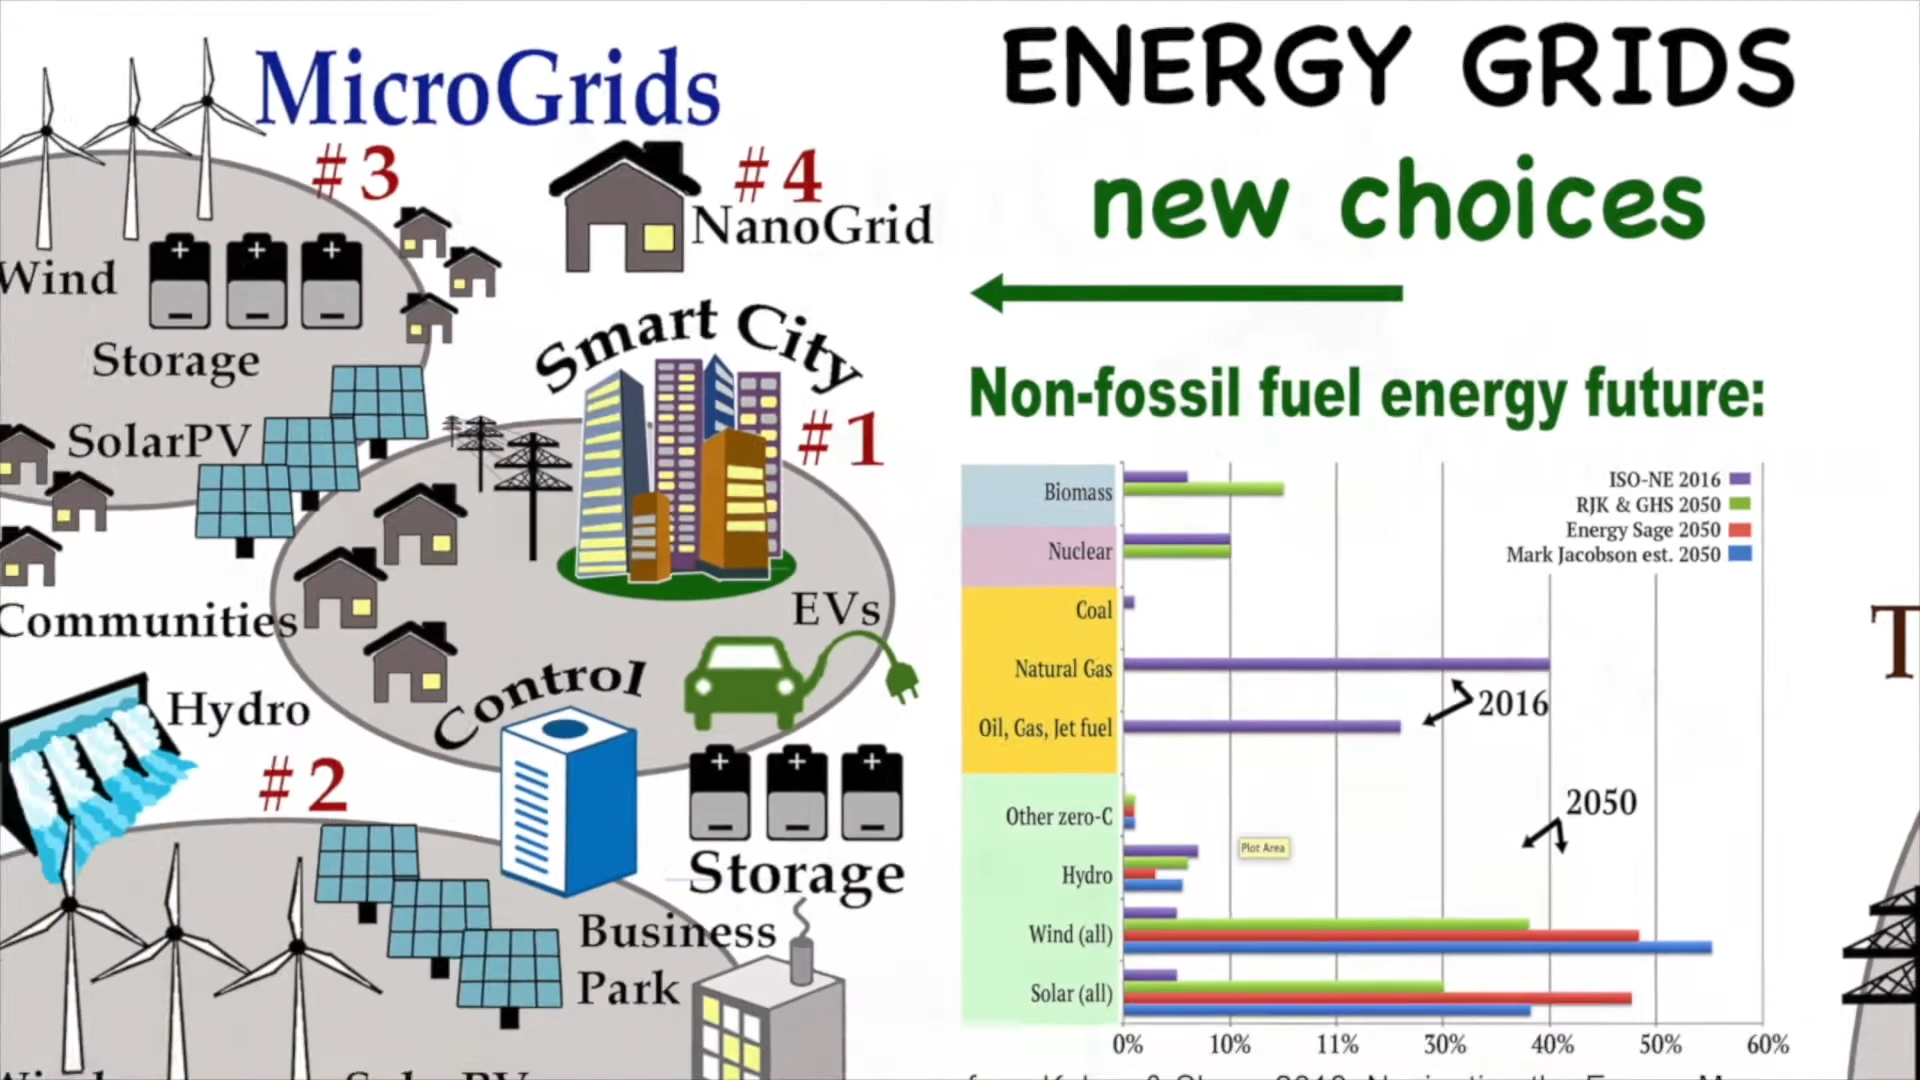 MicroGrids
#3
#4
NanoGrid
Wind
Storage
SolarPV
Smart City
#1
Communities
EVs
Control
Hydro
#2
Storage
Business
Park
ENERGY GRIDS
new choices
Non-fossil fuel energy future:
ISO-NE 2016
RJK & GHS 2050
Energy Sage 2050
Mark Jacobson est. 2050
Biomass
Nuclear
Coal
Natural Gas
Oil, Gas, Jet fuel
Other zero-C
Hydro
Wind (all)
Solar (all)
2016
2050
Plot Area
0% 10% 11% 30% 40% 50% 60%
T